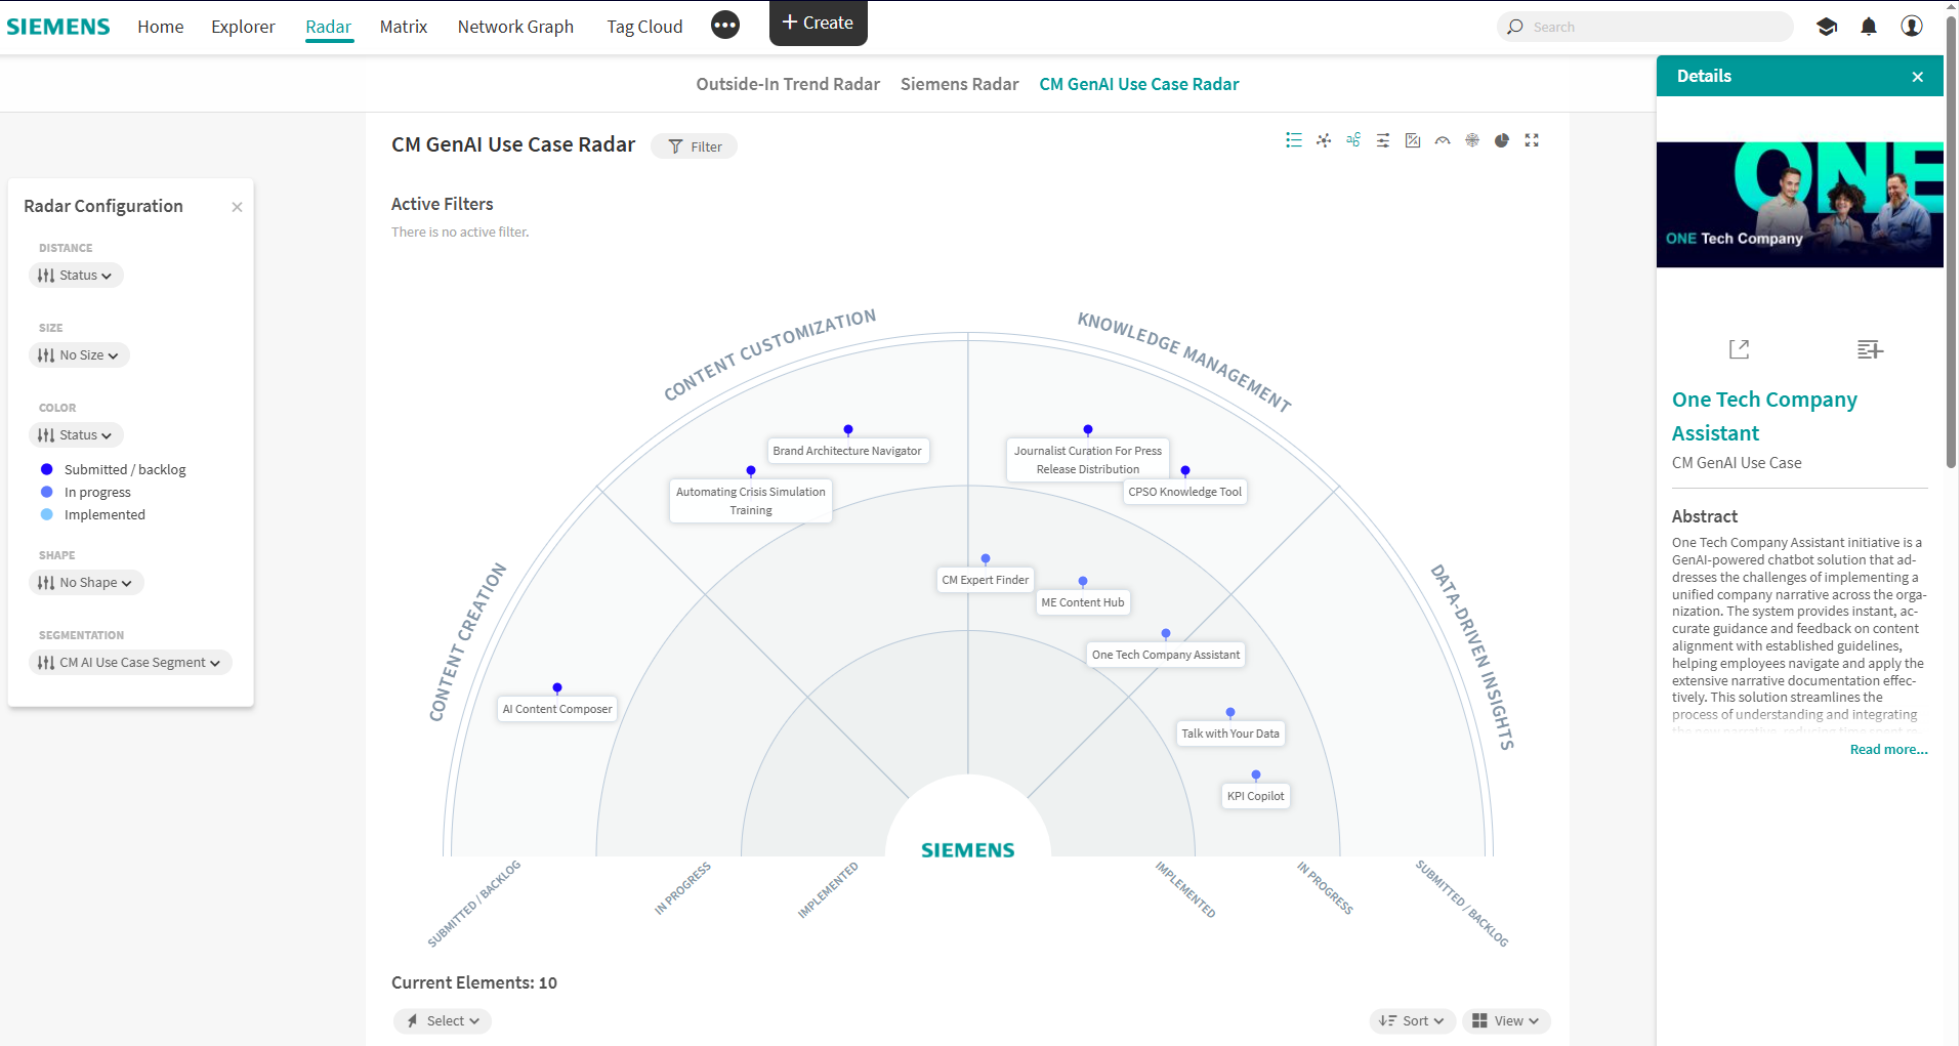 SIEMENS Home Explorer Radar Matrix Network Graph Tag Cloud + Create Search
Outside-In Trend Radar Siemens Radar CM GenAI Use Case Radar
Radar Configuration
DISTANCE
Status
SIZE
No Size
COLOR
Status
Submitted / backlog
In progress
Implemented
SHAPE
No Shape
SEGMENTATION
CM AI Use Case Segment
CM GenAI Use Case Radar Filter
Active Filters
There is no active filter.
CONTENT CREATION
CONTENT CUSTOMIZATION
KNOWLEDGE MANAGEMENT
DATA-DRIVEN INSIGHTS
Brand Architecture Navigator
Automating Crisis Simulation
Training
Journalist Curation For Press
Release Distribution
CPSO Knowledge Tool
CM Expert Finder
ME Content Hub
One Tech Company Assistant
AI Content Composer
Talk with Your Data
KPI Copilot
SIEMENS
SUBMITTED / BACKLOG
IN PROGRESS
IMPLEMENTED
IMPLEMENTED
IN PROGRESS
SUBMITTED / BACKLOG
Current Elements: 10
Select Sort View
Details
ONE
ONE Tech Company
One Tech Company
Assistant
CM GenAI Use Case
Abstract
One Tech Company Assistant initiative is a
GenAI-powered chatbot solution that ad-
dresses the challenges of implementing a
unified company narrative across the orga-
nization. The system provides instant, ac-
curate guidance and feedback on content
alignment with established guidelines,
helping employees navigate and apply the
extensive narrative documentation effec-
tively. This solution streamlines the
process of understanding and integrating
Read more...